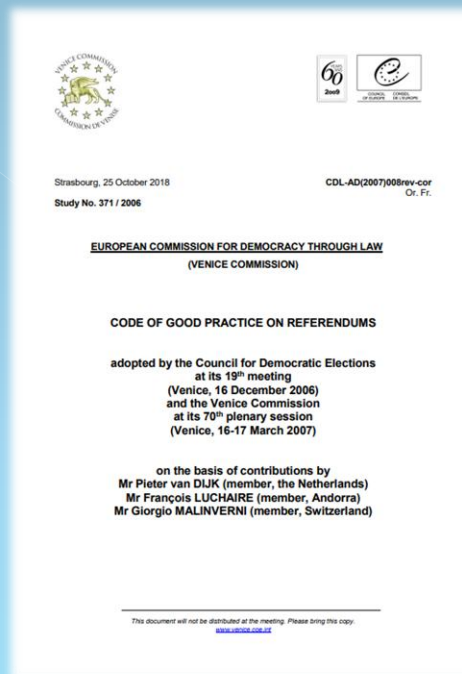 VENICE COMMISSION
COMMISSION DE VENISE
60
2009
COUNCIL OF EUROPE
CONSEIL DE L'EUROPE
Strasbourg, 25 October 2018
CDL-AD(2007)008rev-cor
Or. Fr.
Study No. 371 / 2006
EUROPEAN COMMISSION FOR DEMOCRACY THROUGH LAW
(VENICE COMMISSION)
CODE OF GOOD PRACTICE ON REFERENDUMS
adopted by the Council for Democratic Elections
at its 19th meeting
(Venice, 16 December 2006)
and the Venice Commission
at its 70th plenary session
(Venice, 16-17 March 2007)
on the basis of contributions by
Mr Pieter van DIJK (member, the Netherlands)
Mr François LUCHAIRE (member, Andorra)
Mr Giorgio MALINVERNI (member, Switzerland)
This document will not be distributed at the meeting. Please bring this copy.
www.venice.coe.int